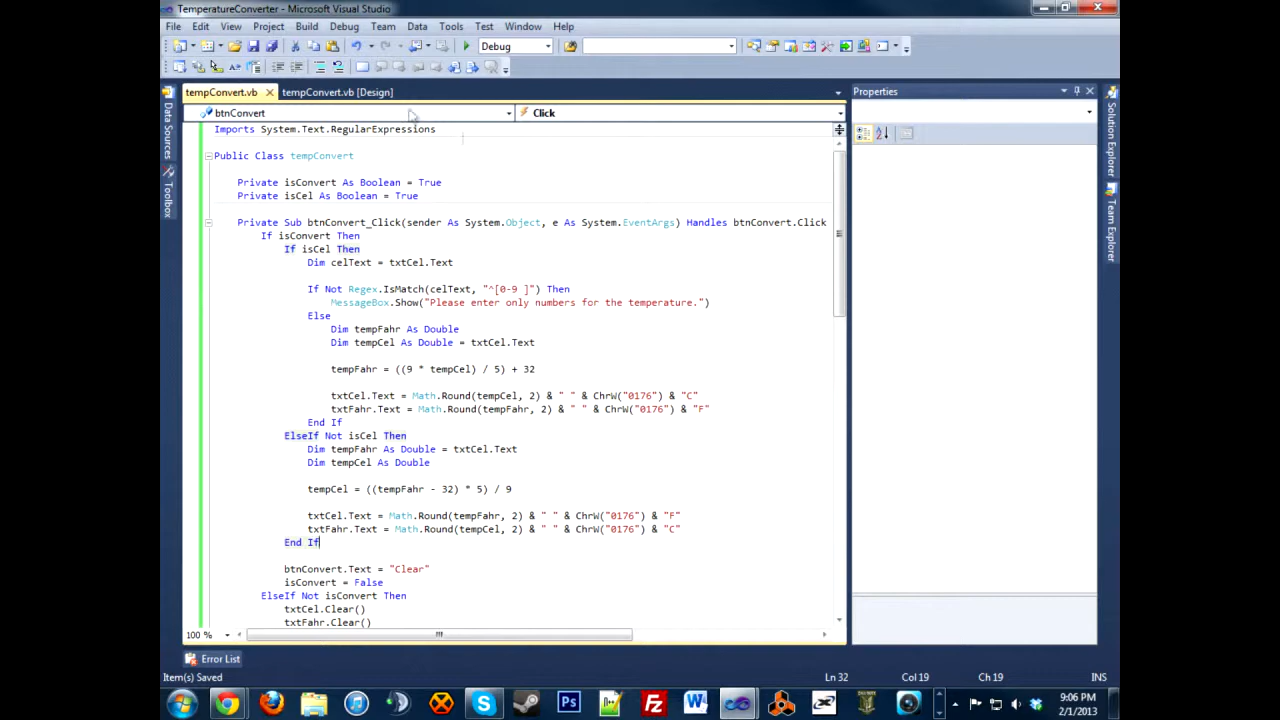 TemperatureConverter - Microsoft Visual Studio
File Edit View Project Build Debug Team Data Tools Test Window Help
Debug
tempConvert.vb tempConvert.vb [Design]
btnConvert Click
Imports System.Text.RegularExpressions
Public Class tempConvert
Private isConvert As Boolean = True
Private isCel As Boolean = True
Private Sub btnConvert_Click(sender As System.Object, e As System.EventArgs) Handles btnConvert.Click
If isConvert Then
If isCel Then
Dim celText = txtCel.Text
If Not Regex.IsMatch(celText, "^[0-9 ]") Then
MessageBox.Show("Please enter only numbers for the temperature.")
Else
Dim tempFahr As Double
Dim tempCel As Double = txtCel.Text
tempFahr = ((9 * tempCel) / 5) + 32
txtCel.Text = Math.Round(tempCel, 2) & " " & ChrW("0176") & "C"
txtFahr.Text = Math.Round(tempFahr, 2) & " " & ChrW("0176") & "F"
End If
ElseIf Not isCel Then
Dim tempFahr As Double = txtCel.Text
Dim tempCel As Double
tempCel = ((tempFahr - 32) * 5) / 9
txtCel.Text = Math.Round(tempFahr, 2) & " " & ChrW("0176") & "F"
txtFahr.Text = Math.Round(tempCel, 2) & " " & ChrW("0176") & "C"
End If
btnConvert.Text = "Clear"
isConvert = False
ElseIf Not isConvert Then
txtCel.Clear()
txtFahr.Clear()
100 %
Data Sources
Toolbox
Properties
Solution Explorer
Team Explorer
Error List
Item(s) Saved Ln 32 Col 19 Ch 19 INS
9:06 PM
2/1/2013